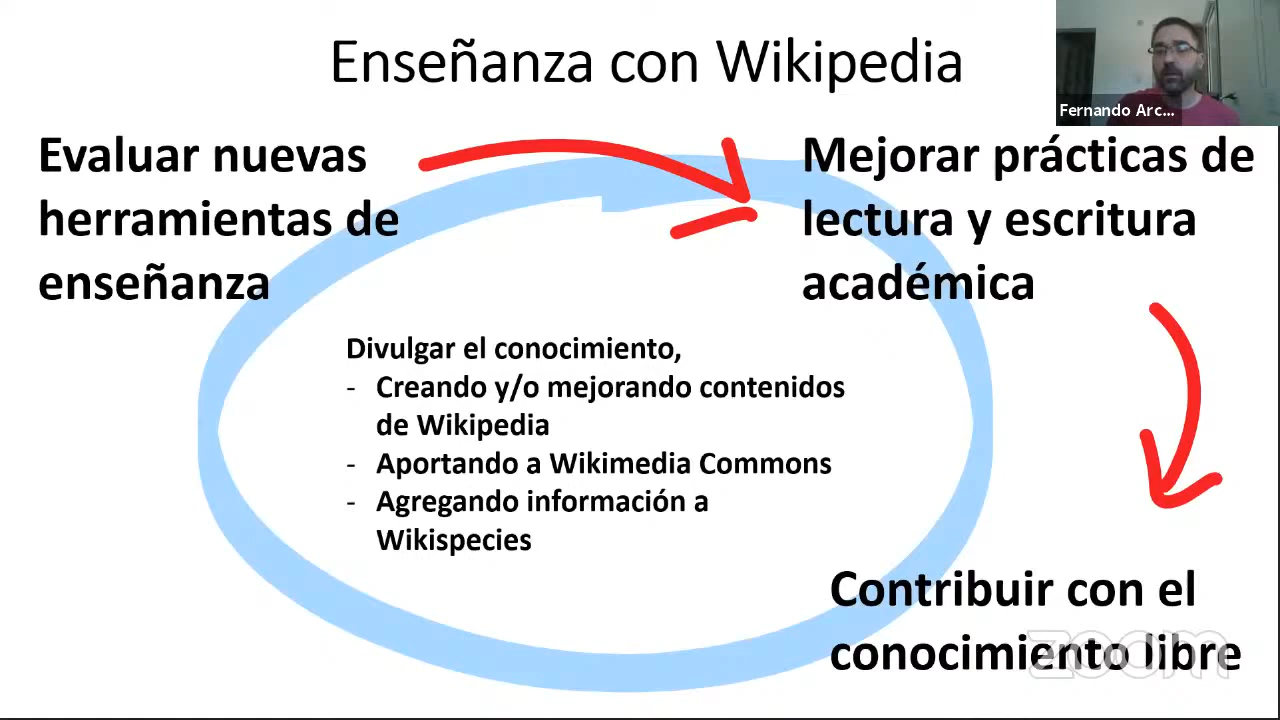 Enseñanza con Wikipedia
Fernando Arc...
Evaluar nuevas
herramientas de
enseñanza
Mejorar prácticas de
lectura y escritura
académica
Divulgar el conocimiento,
- Creando y/o mejorando contenidos
de Wikipedia
- Aportando a Wikimedia Commons
- Agregando información a
Wikispecies
Contribuir con el
conocimiento libre
zoom